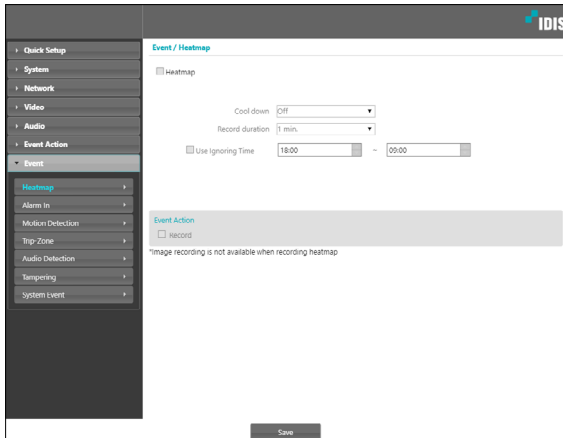 IDIS
Quick Setup
System
Network
Video
Audio
Event Action
Event
Heatmap
Alarm In
Motion Detection
Trip-Zone
Audio Detection
Tampering
System Event
Event / Heatmap
Heatmap
Cool down Off
Record duration 1 min.
Use Ignoring Time 18:00 – 09:00
Event Action
Record
*Image recording is not available when recording heatmap
Save